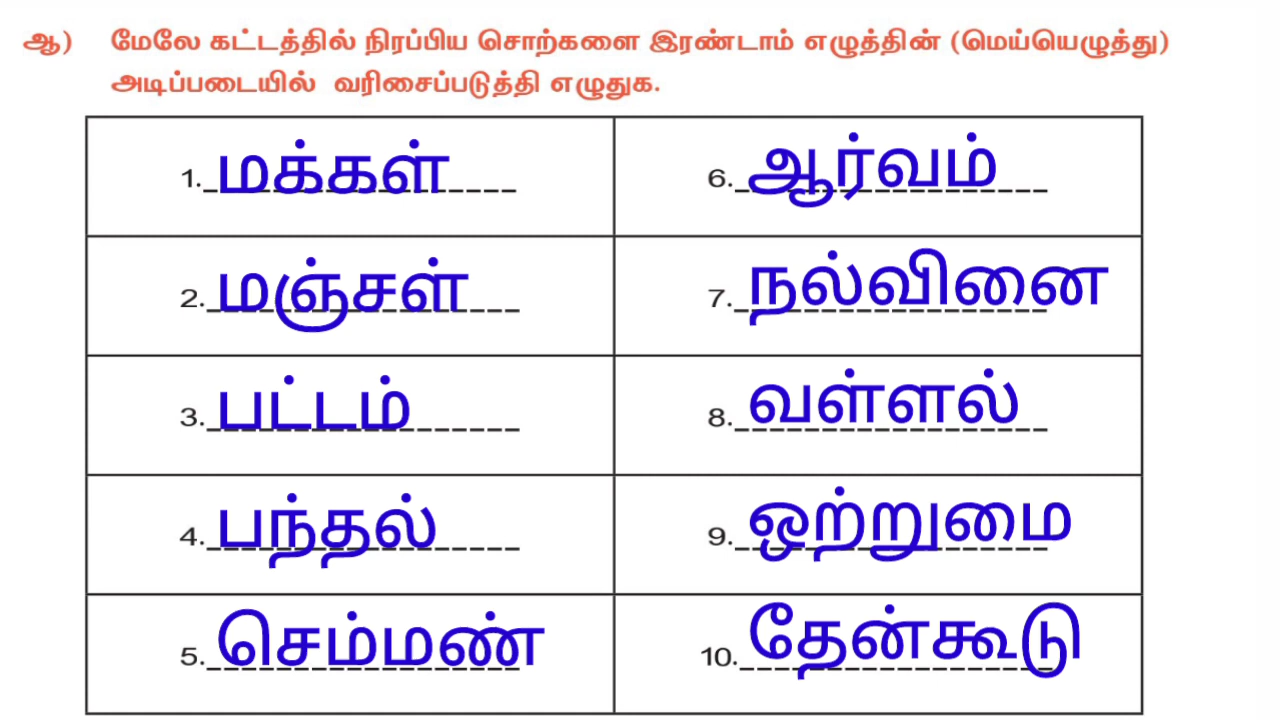 ஆ) மேலே கட்டத்தில் நிரப்பிய சொற்களை இரண்டாம் எழுத்தின் (மெய்யெழுத்து)
அடிப்படையில் வரிசைப்படுத்தி எழுதுக.
1. மக்கள்
2. மஞ்சள்
3. பட்டம்
4. பந்தல்
5. செம்மண்
6. ஆர்வம்
7. நல்வினை
8. வள்ளல்
9. ஒற்றுமை
10. தேன்கூடு